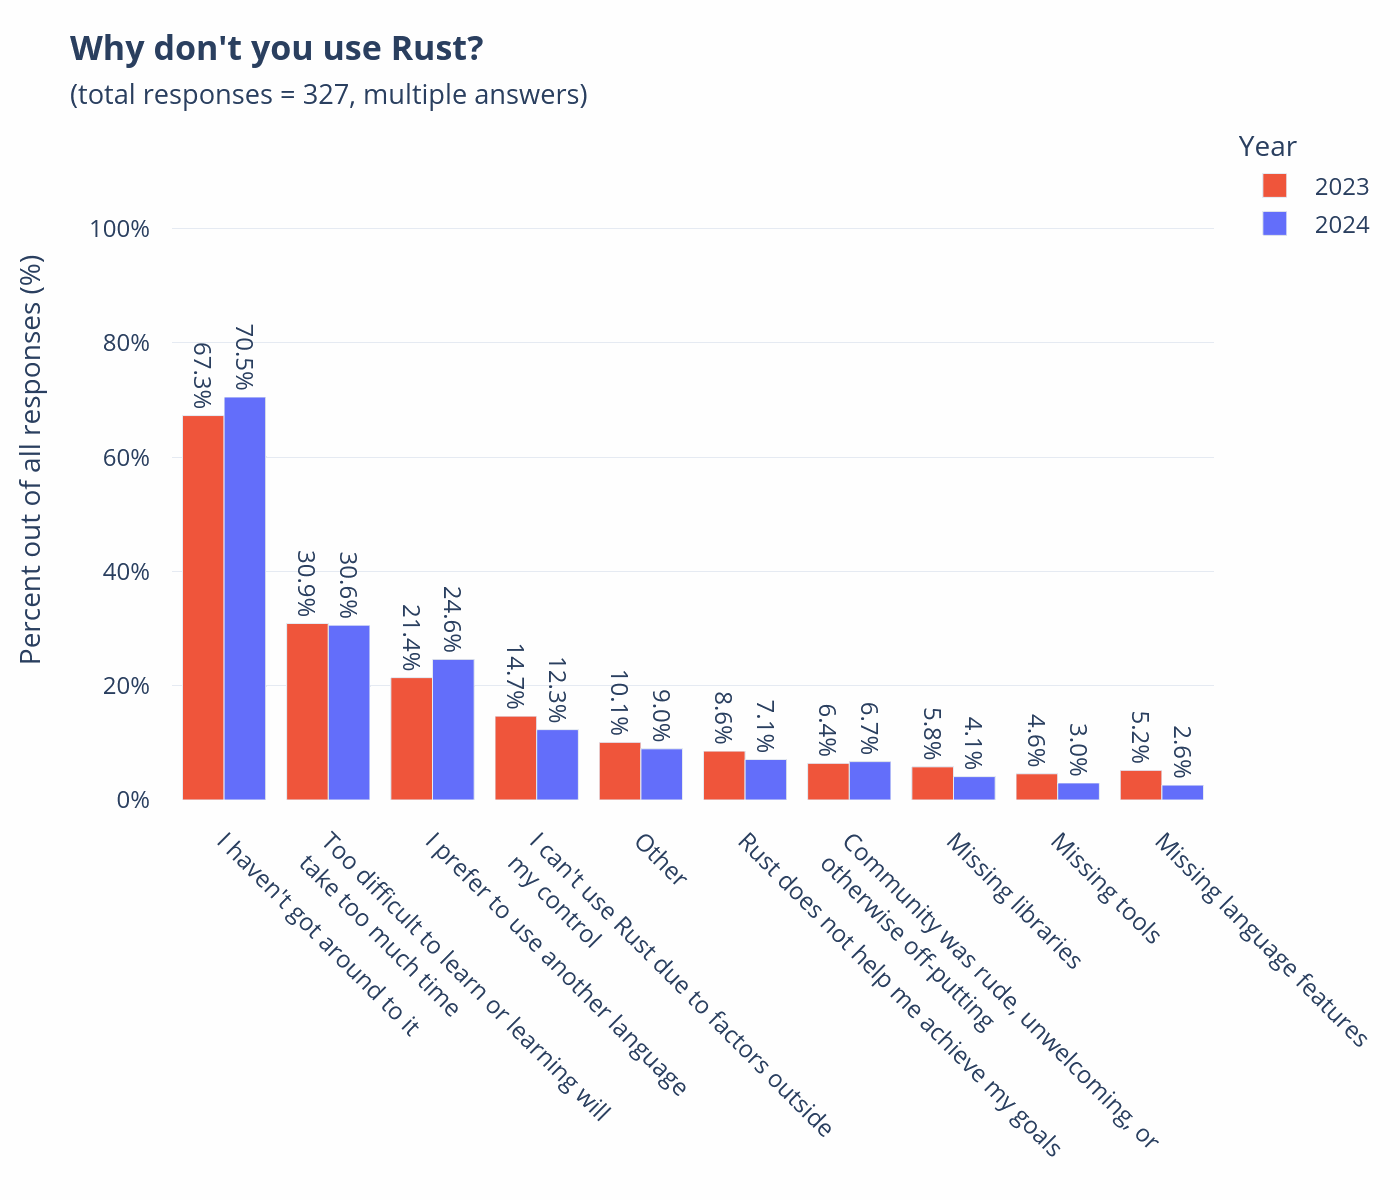 Why don't you use Rust?
(total responses = 327, multiple answers)
Year
2023
2024
Percent out of all responses (%)
100%
80%
60%
40%
20%
0%
67.3%
70.5%
30.9%
30.6%
21.4%
24.6%
14.7%
12.3%
10.1%
9.0%
8.6%
7.1%
6.4%
6.7%
5.8%
4.1%
4.6%
3.0%
5.2%
2.6%
I haven't got around to it
Too difficult to learn or learning will
take too much time
I prefer to use another language
I can't use Rust due to factors outside
my control
Other
Rust does not help me achieve my goals
Community was rude, unwelcoming, or
otherwise off-putting
Missing libraries
Missing tools
Missing language features